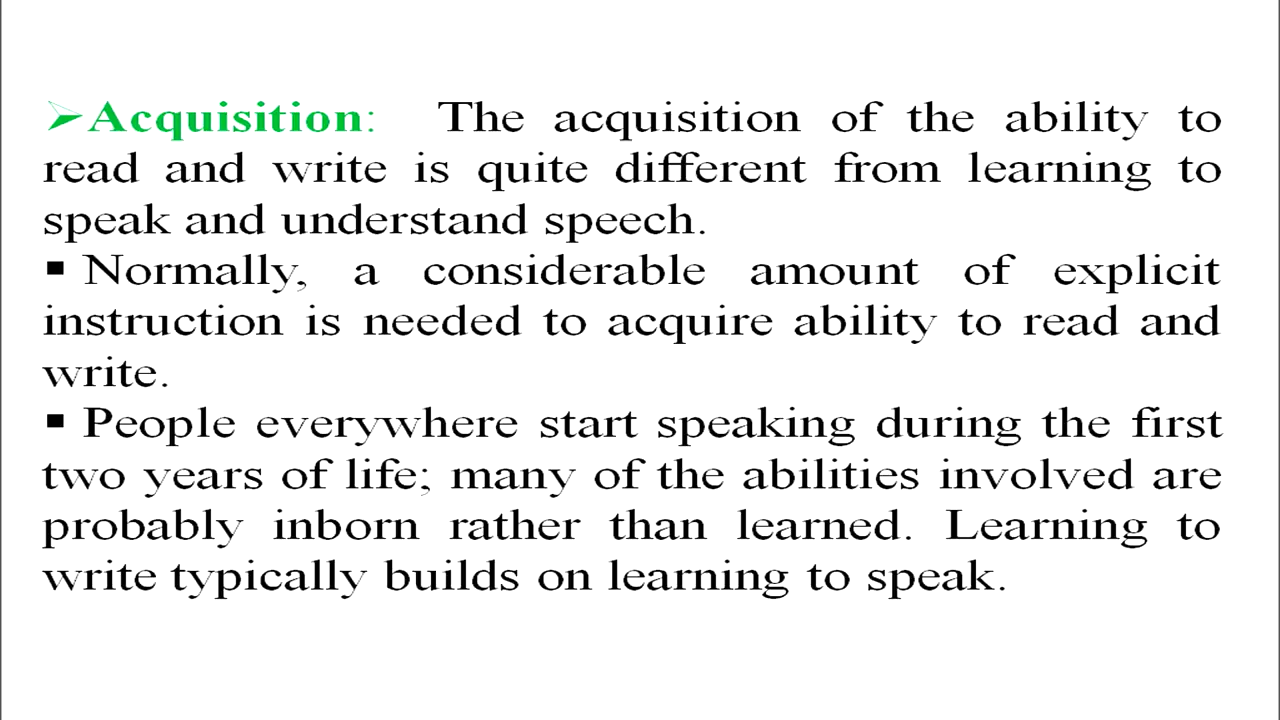 ➢Acquisition: The acquisition of the ability to
read and write is quite different from learning to
speak and understand speech.
▪ Normally, a considerable amount of explicit
instruction is needed to acquire ability to read and
write.
▪ People everywhere start speaking during the first
two years of life; many of the abilities involved are
probably inborn rather than learned. Learning to
write typically builds on learning to speak.